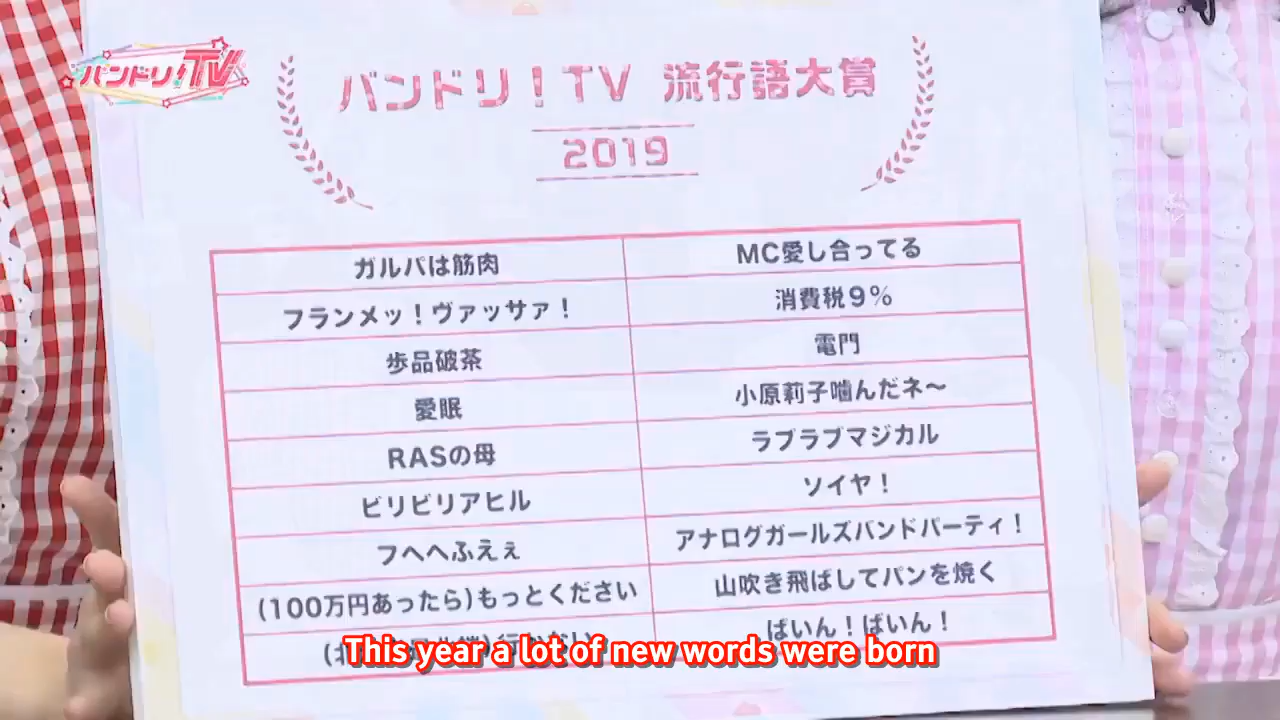 バンドリ！TV
バンドリ！TV 流行語大賞
2019
ガルパは筋肉
MC愛し合ってる
フランメッ！ヴァッサァ！
消費税９％
歩品破茶
電門
愛眠
小原莉子噛んだネ〜
RASの母
ラブラブマジカル
ビリビリアヒル
ソイヤ！
フへへふえぇ
アナログガールズバンドパーティ！
(100万円あったら)もっとください
山吹き飛ばしてパンを焼く
ばいん！ばいん！
This year a lot of new words were born